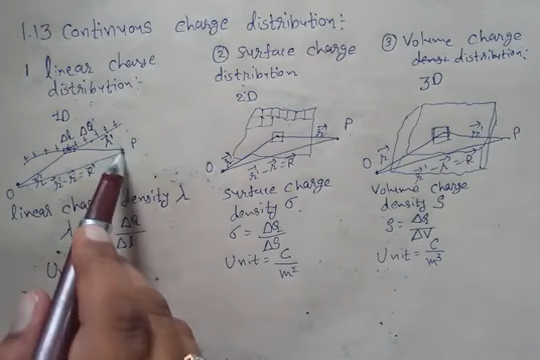 1.13 Continuous charge distribution:-
1 linear charge
distribution:-
1D
Δl ΔQ
r'
P
O
r⃗
r⃗'-r⃗=R⃗
linear density λ
λ ΔQ/Δl
② Surface charge
distribution
2D
r⃗'
P
O
r⃗
r⃗'-r⃗=R⃗
Surface charge
density σ
σ = ΔQ/ΔS
Unit = C/m²
③ Volume charge
distribution:-
3D
r⃗'
P
O
r⃗
r⃗'-r⃗=R⃗
Volume charge
density ρ
ρ = ΔQ/ΔV
Unit = C/m³